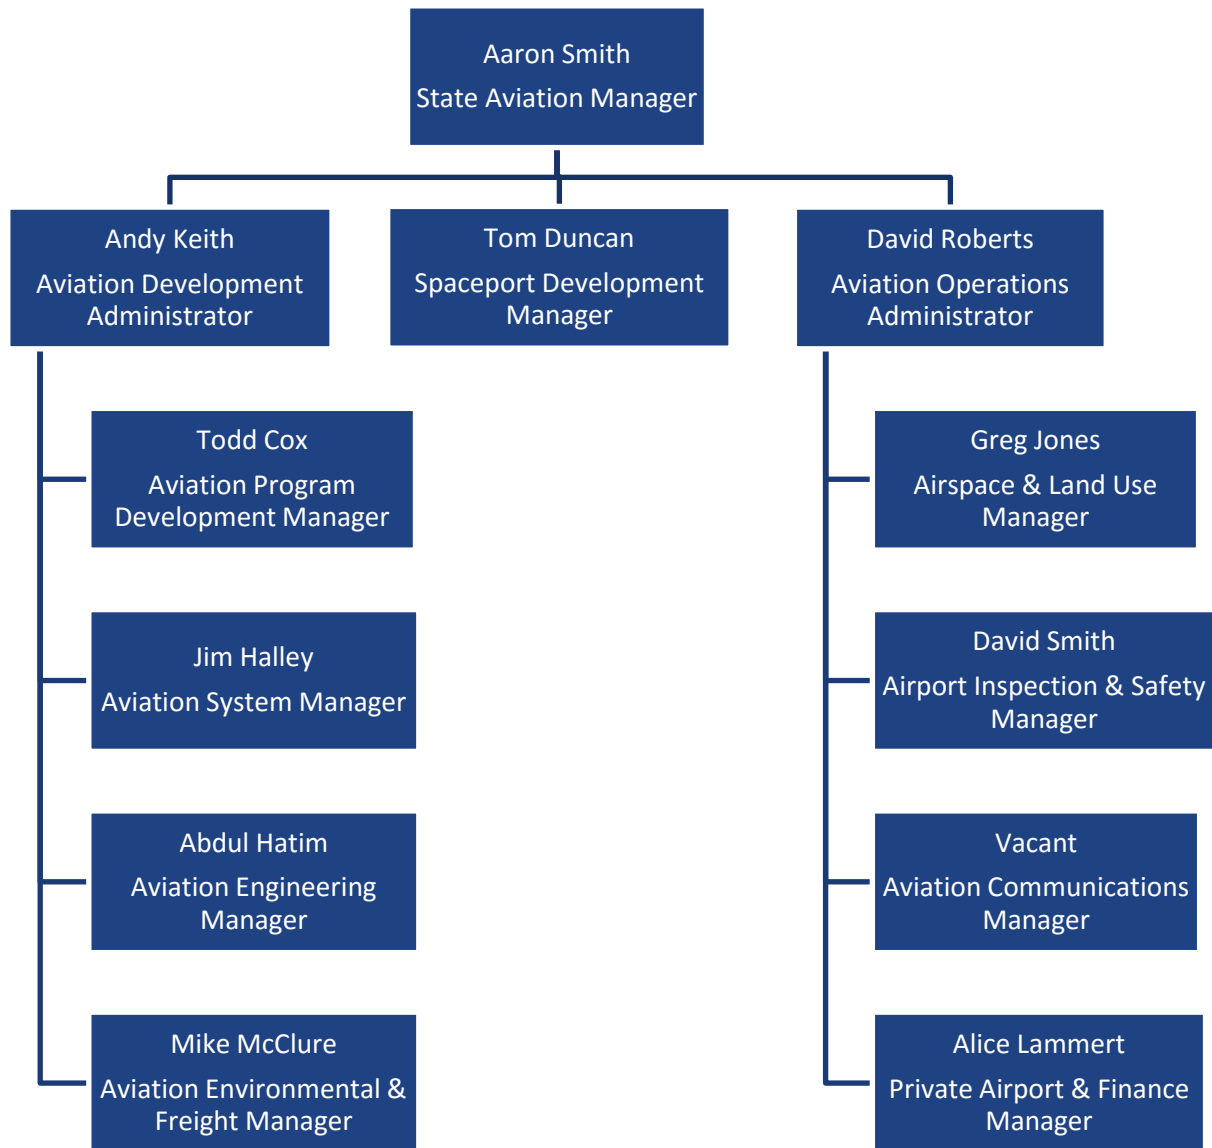 Aaron Smith
State Aviation Manager
Andy Keith
Aviation Development
Administrator
Tom Duncan
Spaceport Development
Manager
David Roberts
Aviation Operations
Administrator
Todd Cox
Aviation Program
Development Manager
Greg Jones
Airspace & Land Use
Manager
Jim Halley
Aviation System Manager
David Smith
Airport Inspection & Safety
Manager
Abdul Hatim
Aviation Engineering
Manager
Vacant
Aviation Communications
Manager
Mike McClure
Aviation Environmental &
Freight Manager
Alice Lammert
Private Airport & Finance
Manager